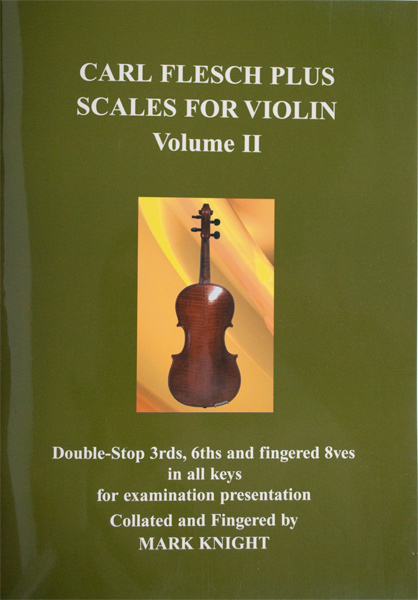 CARL FLESCH PLUS
SCALES FOR VIOLIN
Volume II
Double-Stop 3rds, 6ths and fingered 8ves
in all keys
for examination presentation
Collated and Fingered by
MARK KNIGHT